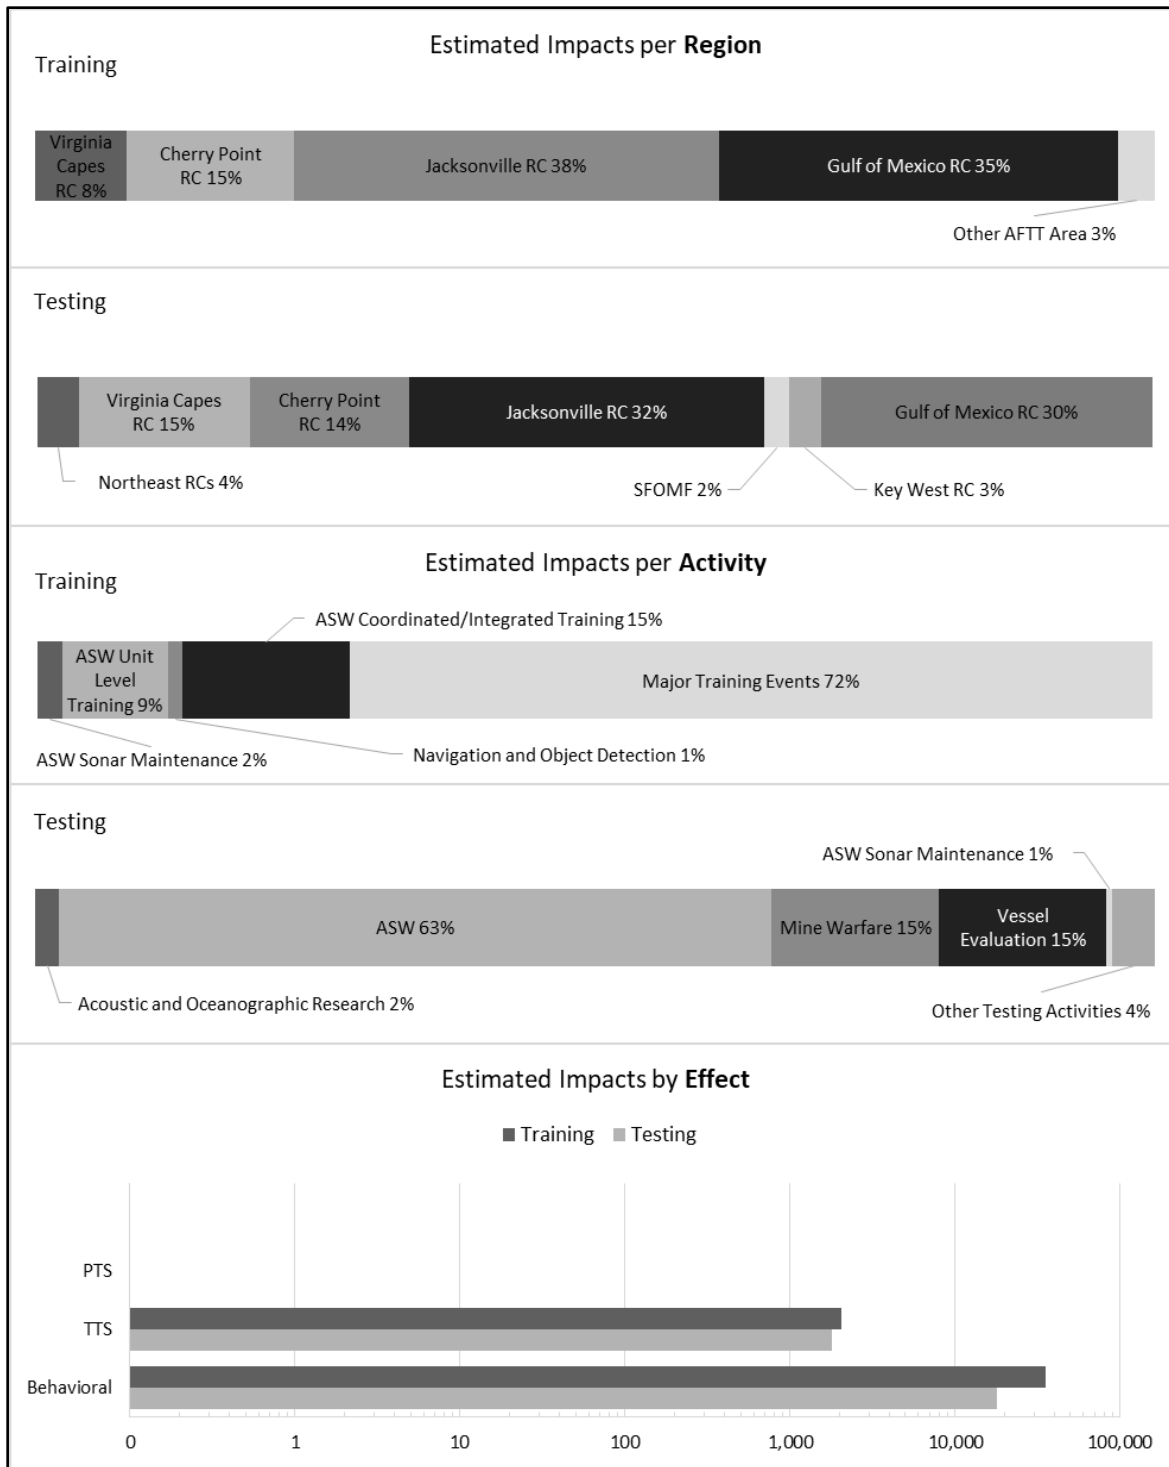 Estimated Impacts per Region
Training
Virginia
Capes
RC 8%
Cherry Point
RC 15%
Jacksonville RC 38%
Gulf of Mexico RC 35%
Other AFTT Area 3%
Testing
Virginia Capes
RC 15%
Cherry Point
RC 14%
Jacksonville RC 32%
Gulf of Mexico RC 30%
Northeast RCs 4%
SFOMF 2%
Key West RC 3%
Estimated Impacts per Activity
Training
ASW Coordinated/Integrated Training 15%
ASW Unit
Level
Training 9%
Major Training Events 72%
ASW Sonar Maintenance 2%
Navigation and Object Detection 1%
Testing
ASW Sonar Maintenance 1%
ASW 63%
Mine Warfare 15%
Vessel
Evaluation 15%
Acoustic and Oceanographic Research 2%
Other Testing Activities 4%
Estimated Impacts by Effect
Training
Testing
PTS
TTS
Behavioral
0
1
10
100
1,000
10,000
100,000